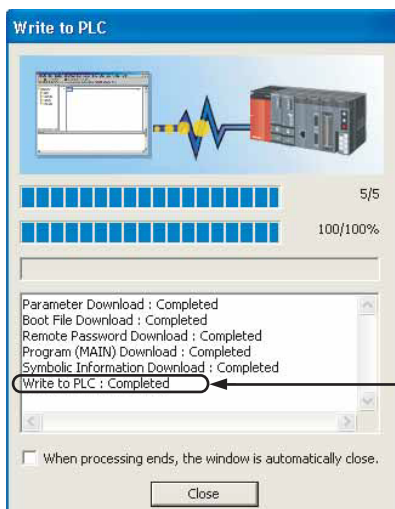 Write to PLC
5/5
100/100%
Parameter Download : Completed
Boot File Download : Completed
Remote Password Download : Completed
Program (MAIN) Download : Completed
Symbolic Information Download : Completed
Write to PLC : Completed
When processing ends, the window is automatically close.
Close